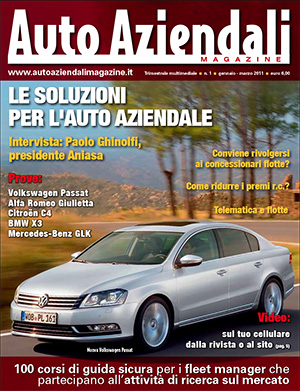 Auto Aziendali
MAGAZINE
www.autoaziendalimagazine.it
Trimestrale multimediale n. 1 gennaio - marzo 2011 euro 6,00
LE SOLUZIONI
PER L'AUTO AZIENDALE
Intervista: Paolo Ghinolfi,
presidente Aniasa
Prove:
Volkswagen Passat
Alfa Romeo Giulietta
Citroën C4
BMW X3
Mercedes-Benz GLK
Conviene rivolgersi
ai concessionari flotte?
Come ridurre i premi r.c.?
Telematica e flotte
WOB PL 161
Nuova Volkswagen Passat
Video:
sul tuo cellulare
dalla rivista o al sito
100 corsi di guida sicura per i fleet manager che
partecipano all'attività di ricerca sul mercato